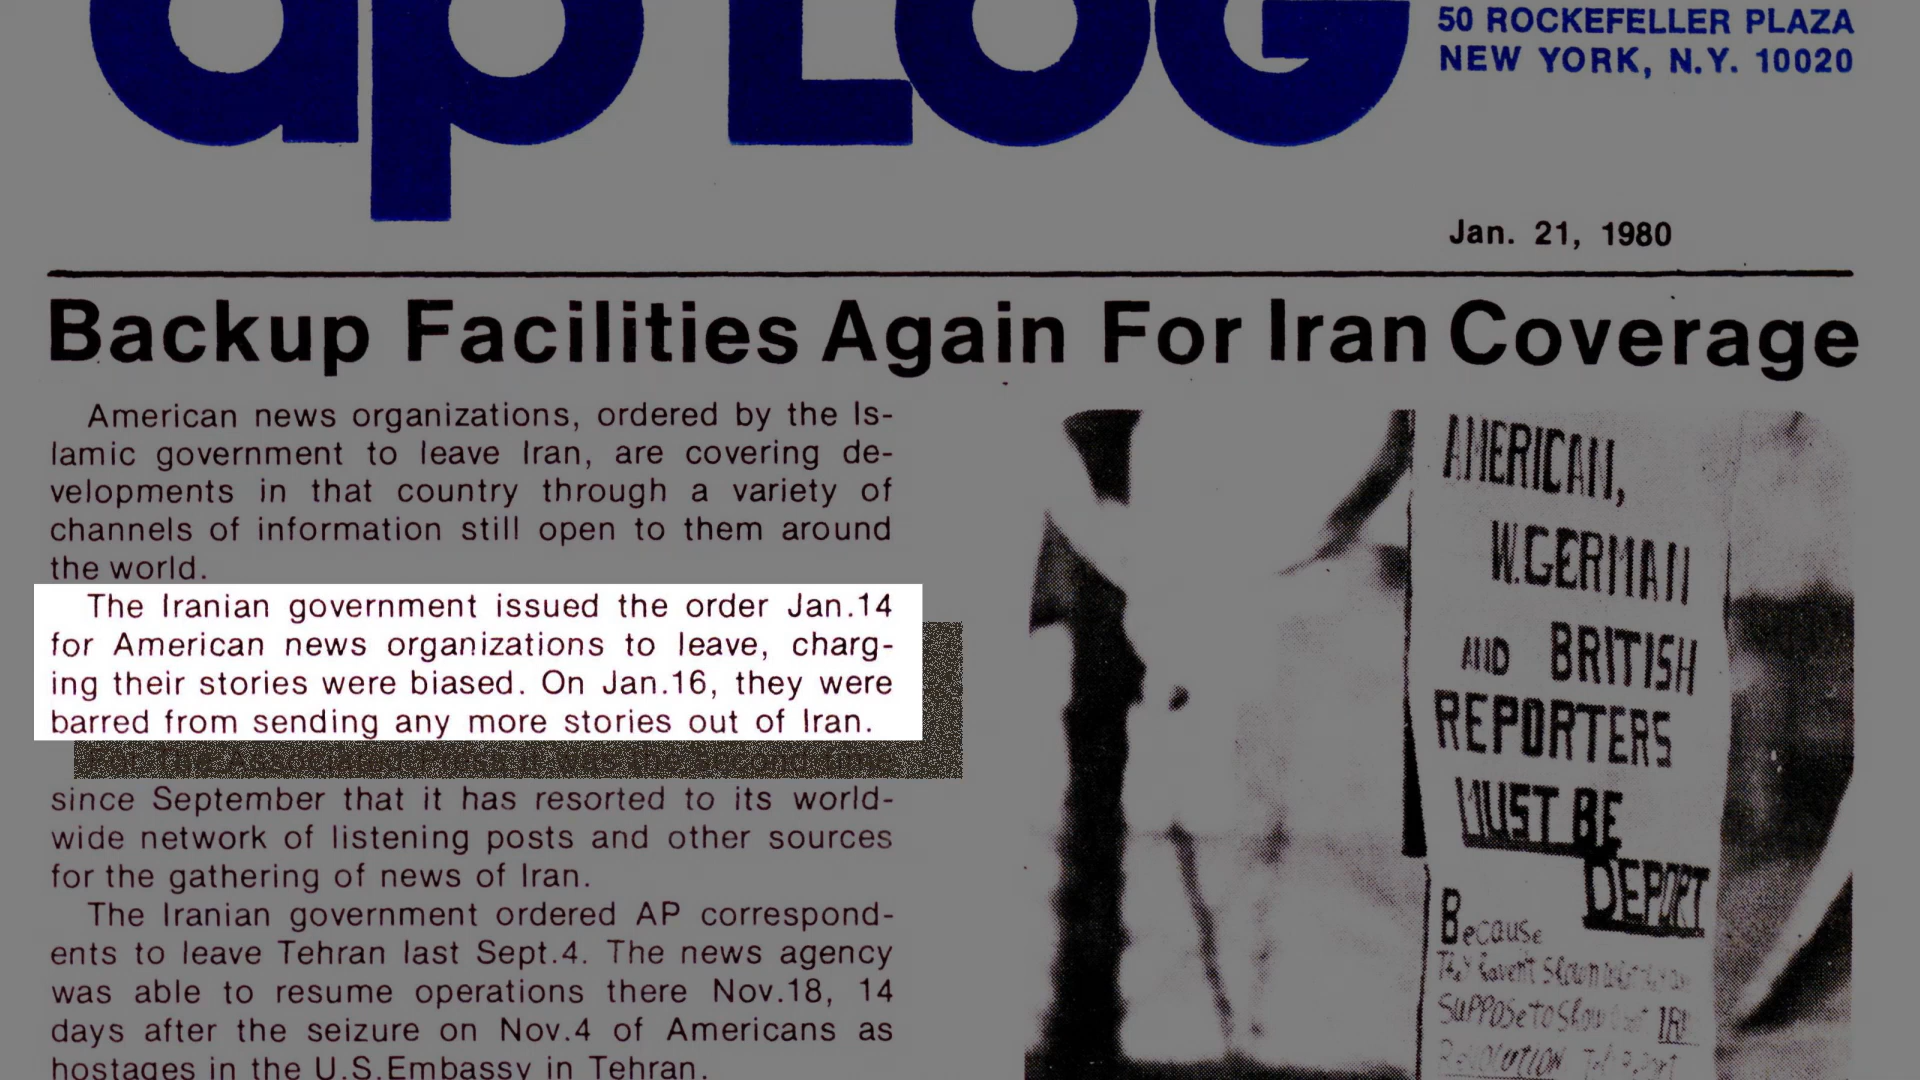 ap LOG
50 ROCKEFELLER PLAZA
NEW YORK, N.Y. 10020
Jan. 21, 1980
Backup Facilities Again For Iran Coverage
American news organizations, ordered by the Is-
lamic government to leave Iran, are covering de-
velopments in that country through a variety of
channels of information still open to them around
the world.
The Iranian government issued the order Jan.14
for American news organizations to leave, charg-
ing their stories were biased. On Jan.16, they were
barred from sending any more stories out of Iran.
For The Associated Press it was the second time
since September that it has resorted to its world-
wide network of listening posts and other sources
for the gathering of news of Iran.
The Iranian government ordered AP correspond-
ents to leave Tehran last Sept.4. The news agency
was able to resume operations there Nov.18, 14
days after the seizure on Nov.4 of Americans as
hostages in the U.S.Embassy in Tehran.
AMERICAN,
W.GERMAN
AND BRITISH
REPORTERS
MUST BE
DEPORT
Because
They haven't shown
SUPPOSE to Show
REVOLUTION